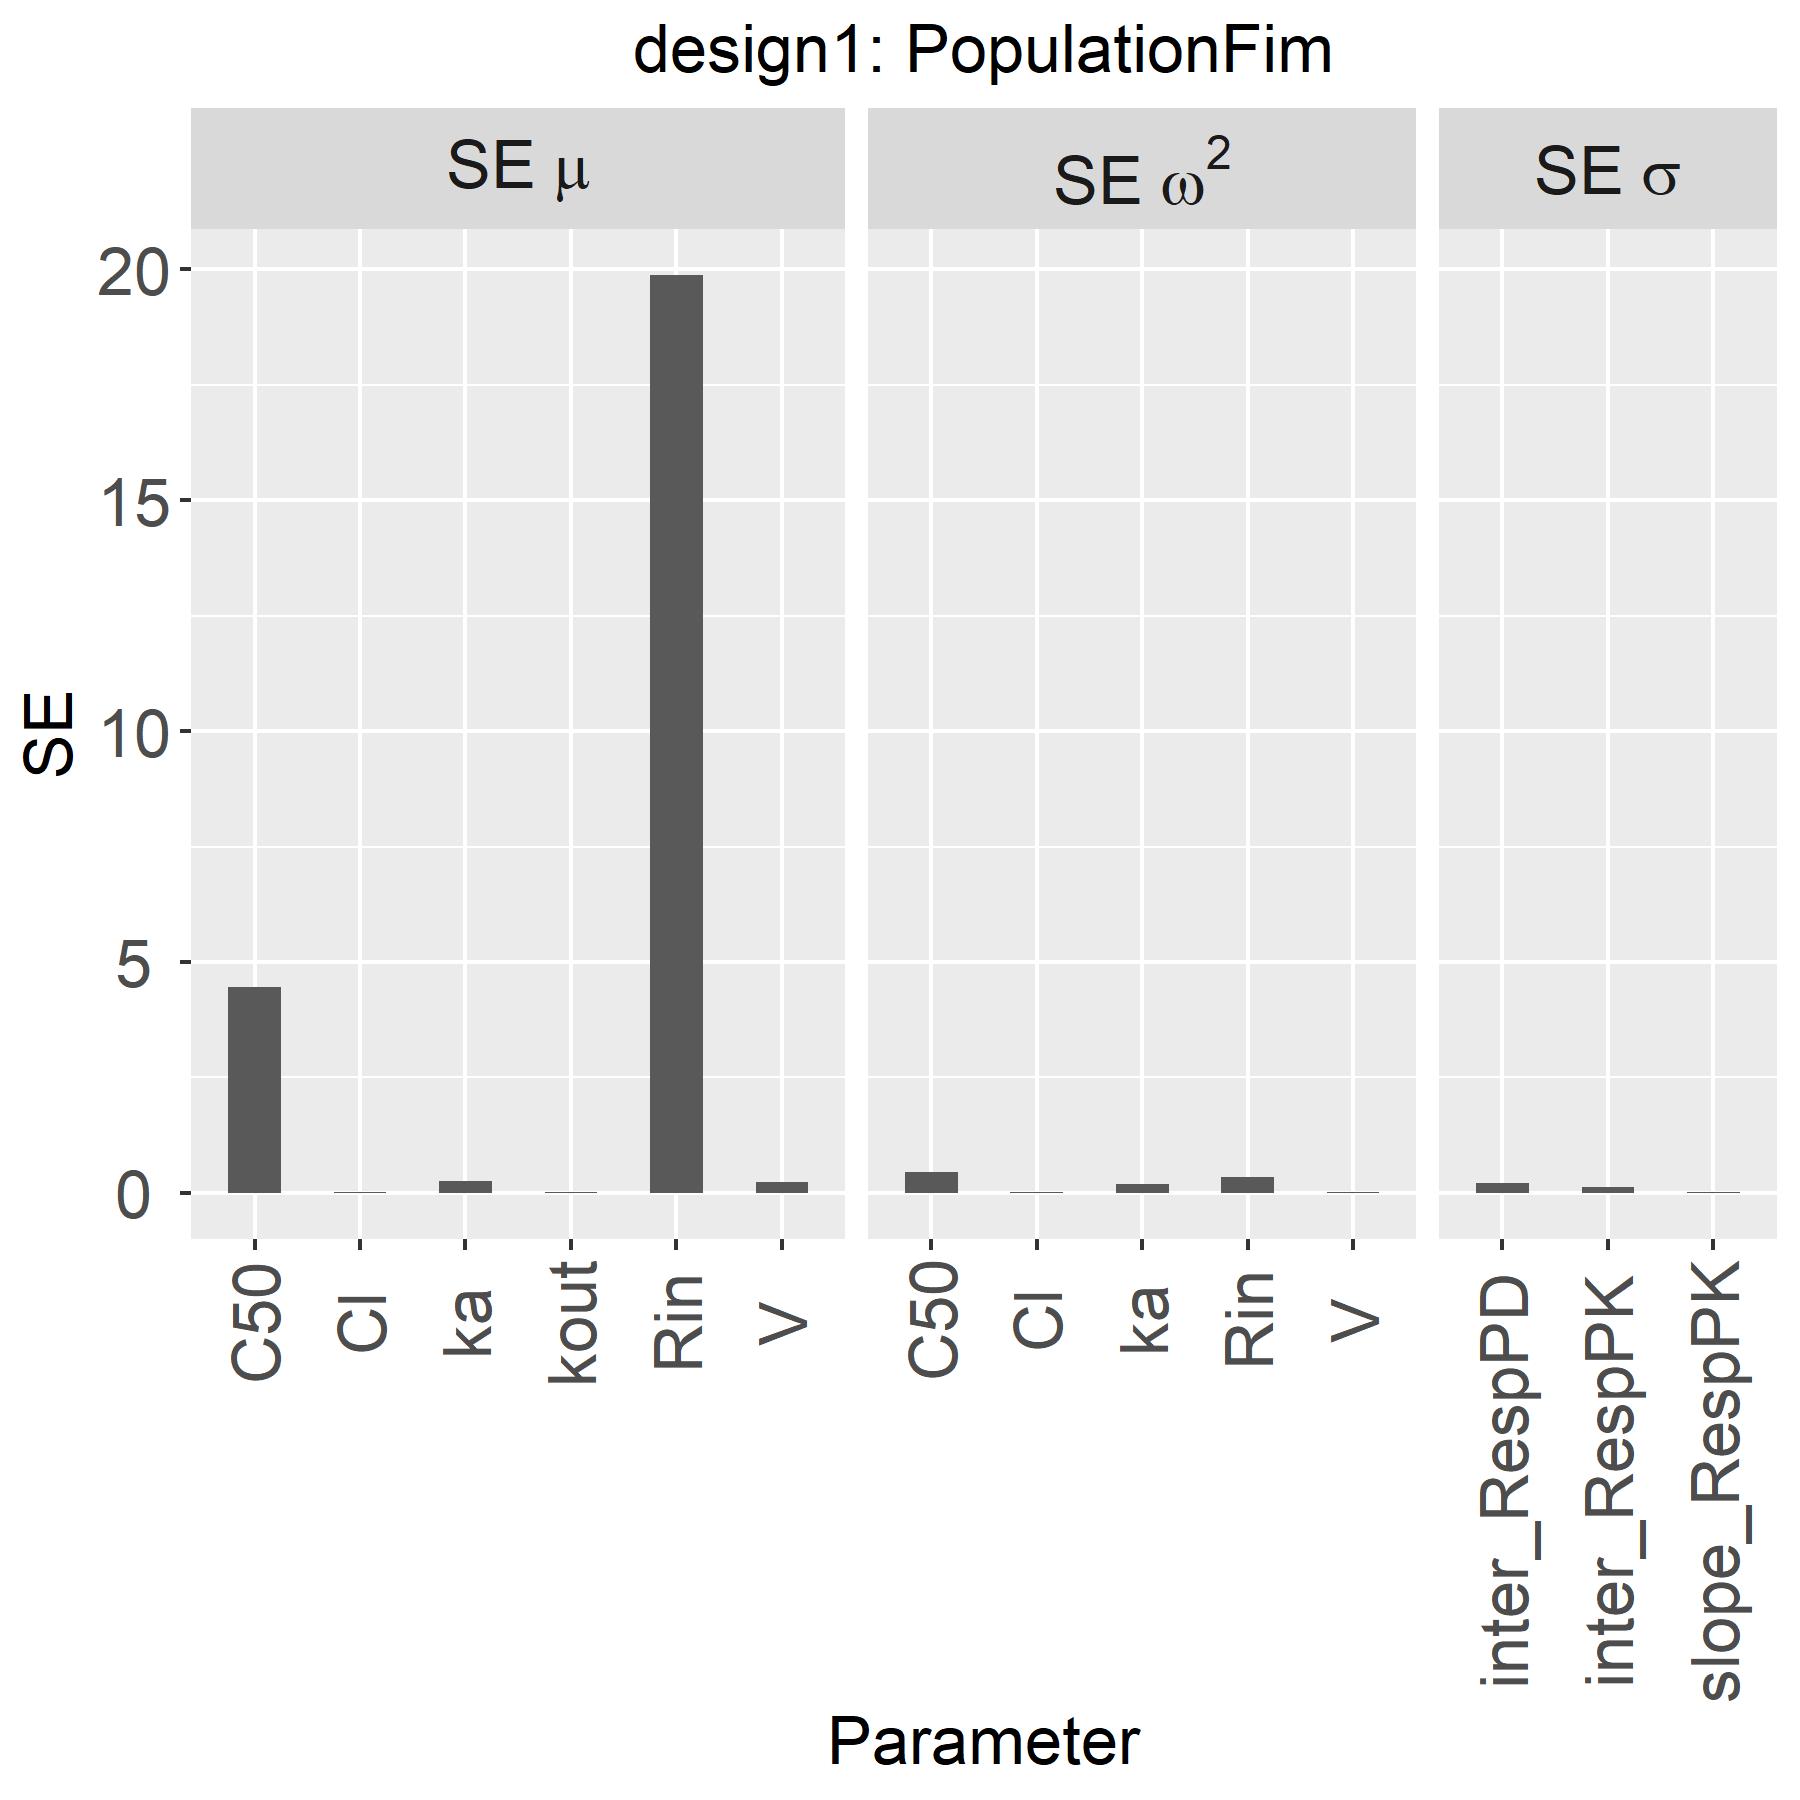 design1: PopulationFim
SE μ
SE ω²
SE σ
20
15
10
5
0
SE
C50
Cl
ka
kout
Rin
V
C50
Cl
ka
Rin
V
inter_RespPD
inter_RespPK
slope_RespPK
Parameter